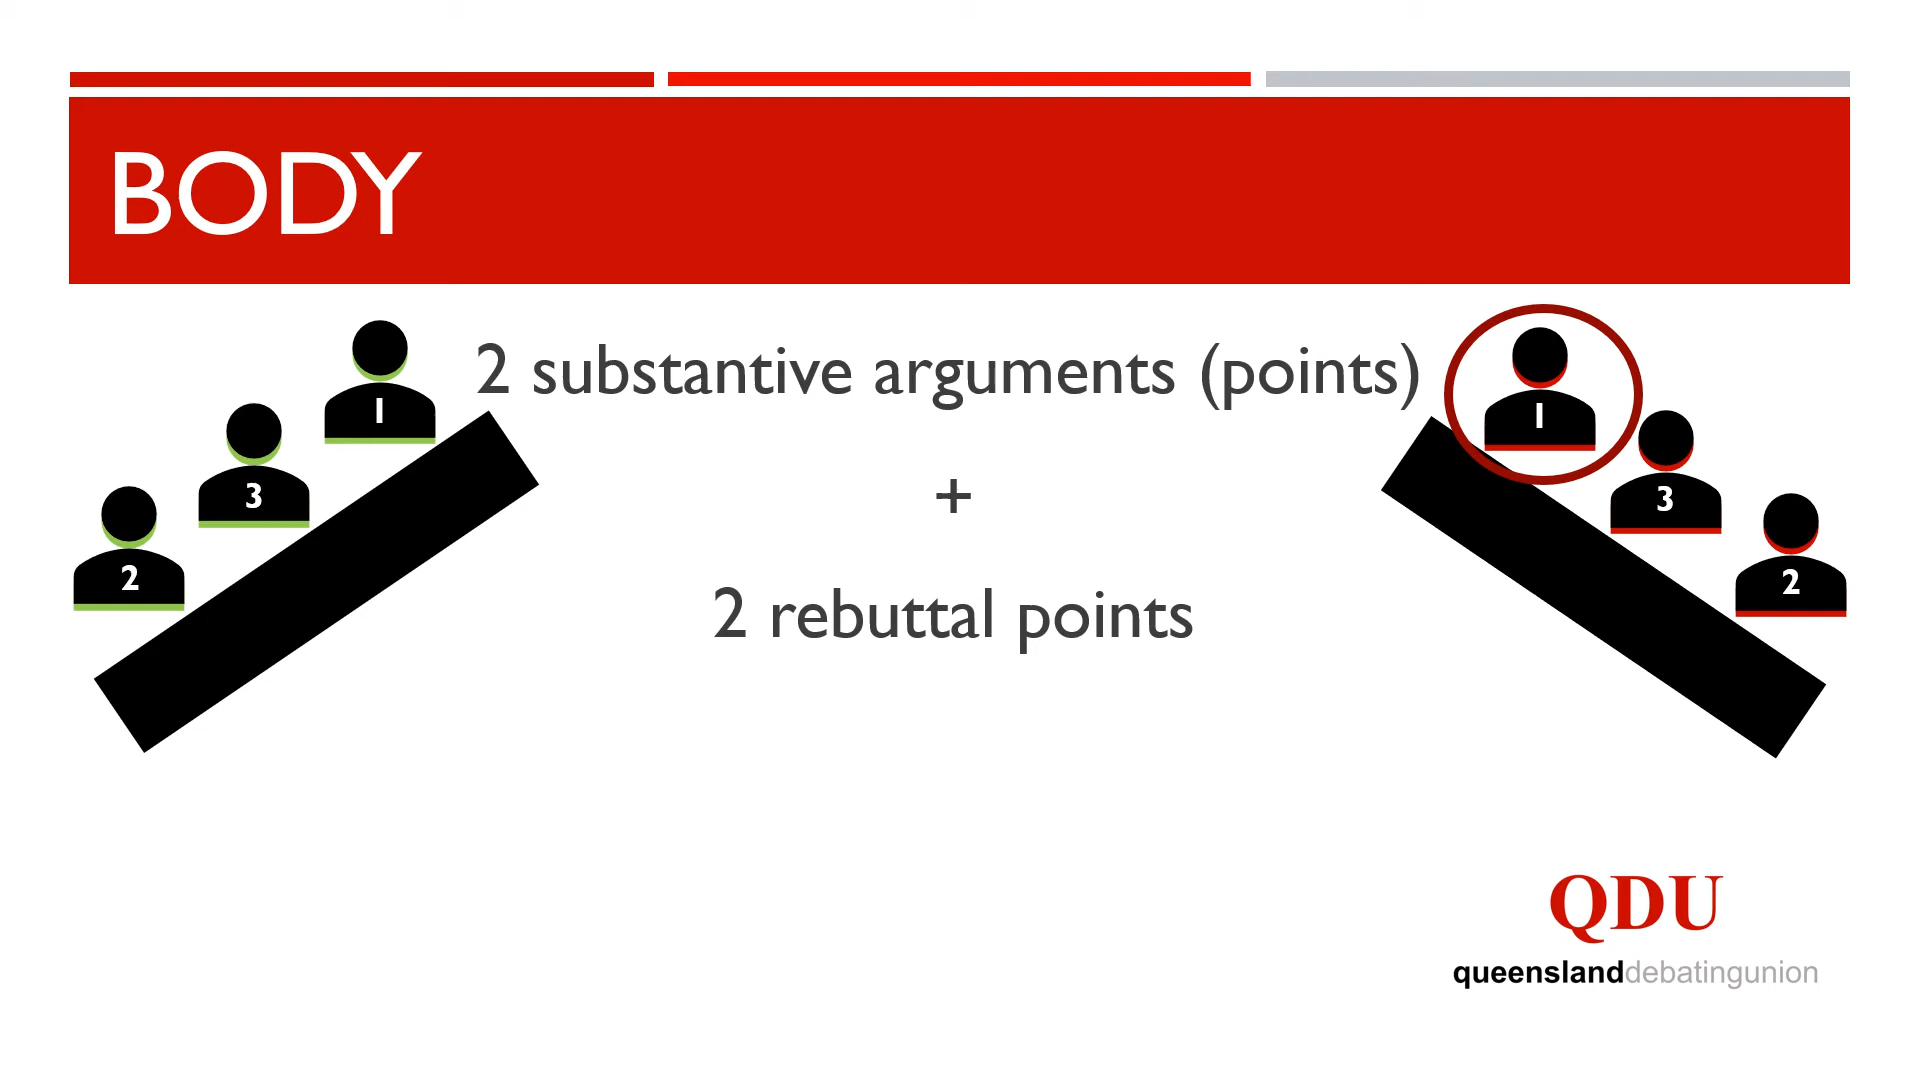 BODY
2 substantive arguments (points)
+
2 rebuttal points
1
3
2
1
3
2
QDU
queenslanddebatingunion